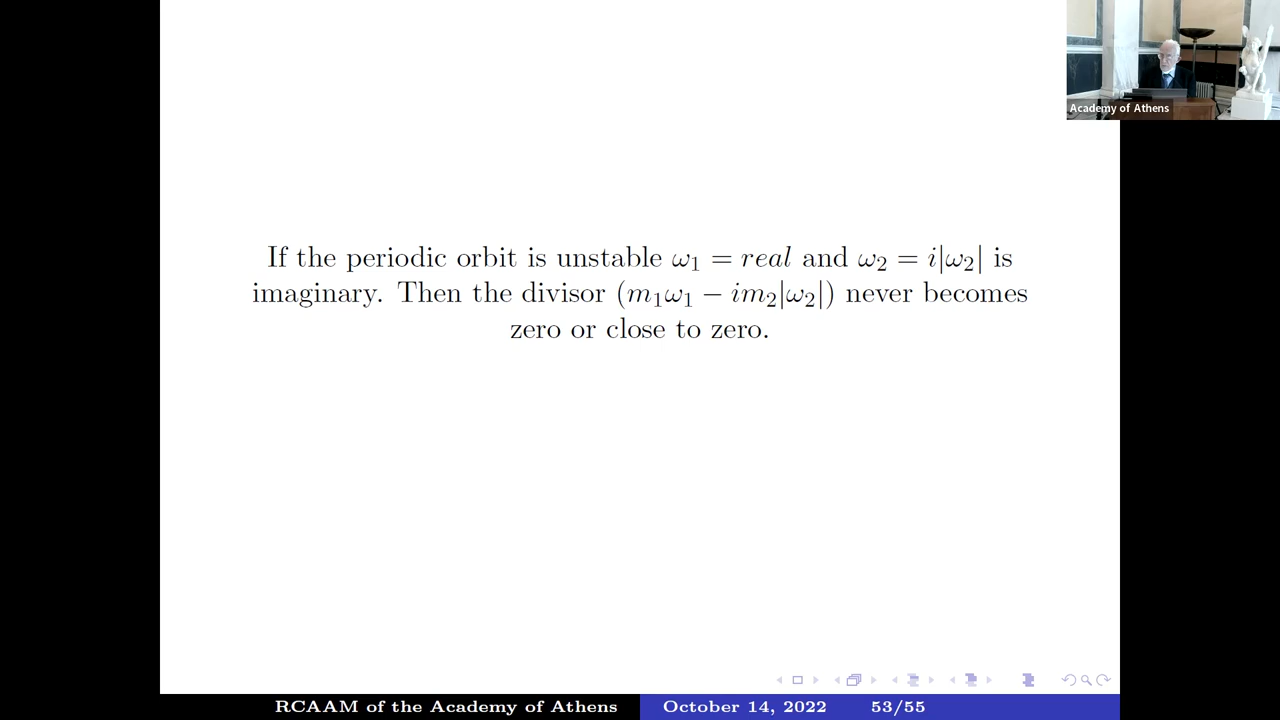 Academy of Athens
If the periodic orbit is unstable ω₁ = real and ω₂ = i|ω₂| is
imaginary. Then the divisor (m₁ω₁ − im₂|ω₂|) never becomes
zero or close to zero.
RCAAM of the Academy of Athens October 14, 2022 53/55